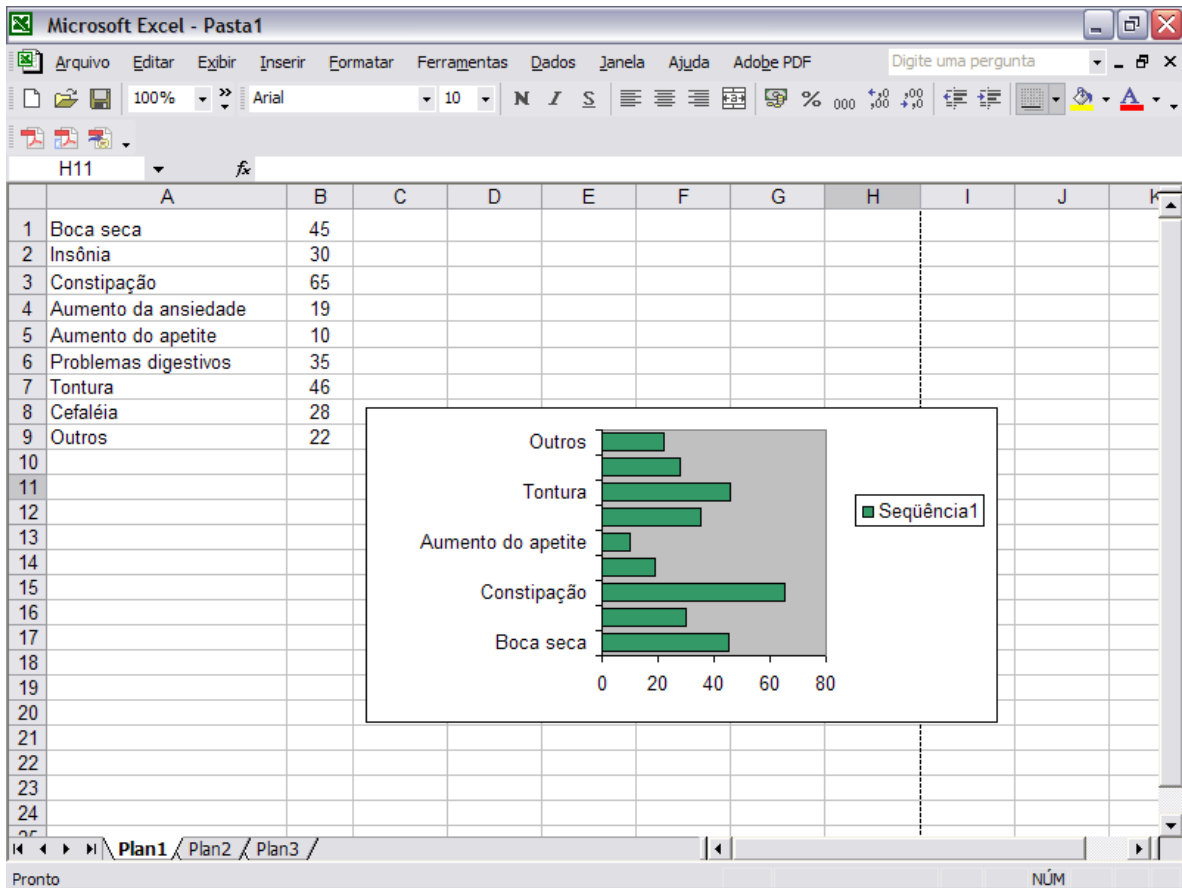 Microsoft Excel - Pasta1
Arquivo Editar Exibir Inserir Formatar Ferramentas Dados Janela Ajuda Adobe PDF Digite uma pergunta
100% Arial 10 N I S % 000 ,00 ,00 A
H11 fx
A B C D E F G H I J K
1 Boca seca 45
2 Insônia 30
3 Constipação 65
4 Aumento da ansiedade 19
5 Aumento do apetite 10
6 Problemas digestivos 35
7 Tontura 46
8 Cefaléia 28
9 Outros 22
10
11
12
13
14
15
16
17
18
19
20
21
22
23
24
25
Outros
Tontura
Aumento do apetite
Constipação
Boca seca
0 20 40 60 80
Seqüência1
Plan1 Plan2 Plan3
Pronto NÚM